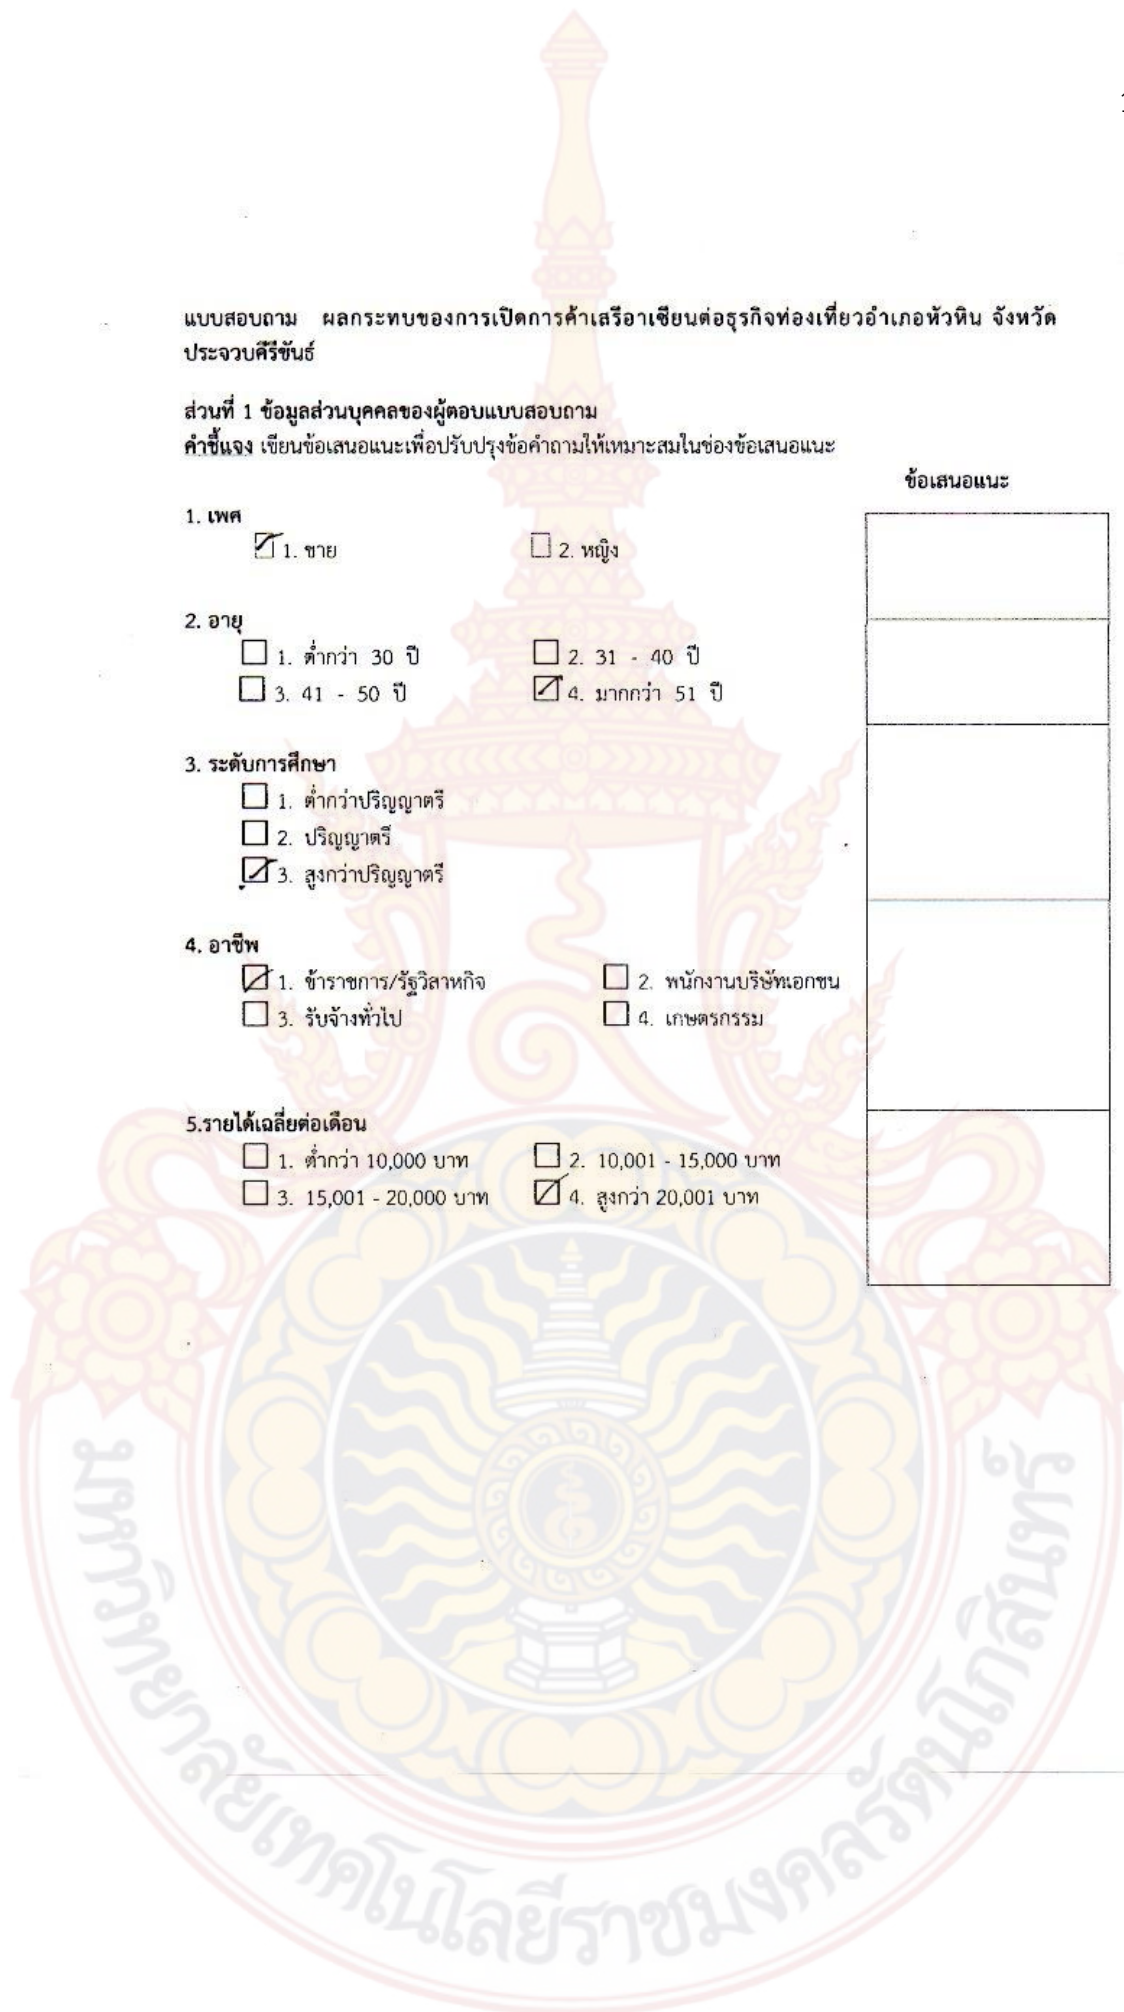 แบบสอบถาม ผลกระทบของการเปิดการค้าเสรีอาเซียนต่อธุรกิจท่องเที่ยวอำเภอหัวหิน จังหวัด
ประจวบคีรีขันธ์
ส่วนที่ 1 ข้อมูลส่วนบุคคลของผู้ตอบแบบสอบถาม
คำชี้แจง เขียนข้อเสนอแนะเพื่อปรับปรุงข้อคำถามให้เหมาะสมในช่องข้อเสนอแนะ
ข้อเสนอแนะ
1. เพศ
1. ชาย 2. หญิง
2. อายุ
1. ต่ำกว่า 30 ปี 2. 31 - 40 ปี
3. 41 - 50 ปี 4. มากกว่า 51 ปี
3. ระดับการศึกษา
1. ต่ำกว่าปริญญาตรี
2. ปริญญาตรี
3. สูงกว่าปริญญาตรี
4. อาชีพ
1. ข้าราชการ/รัฐวิสาหกิจ 2. พนักงานบริษัทเอกชน
3. รับจ้างทั่วไป 4. เกษตรกรรม
5.รายได้เฉลี่ยต่อเดือน
1. ต่ำกว่า 10,000 บาท 2. 10,001 - 15,000 บาท
3. 15,001 - 20,000 บาท 4. สูงกว่า 20,001 บาท
มหาวิทยาลัยเทคโนโลยีราชมงคลรัตนโกสินทร์